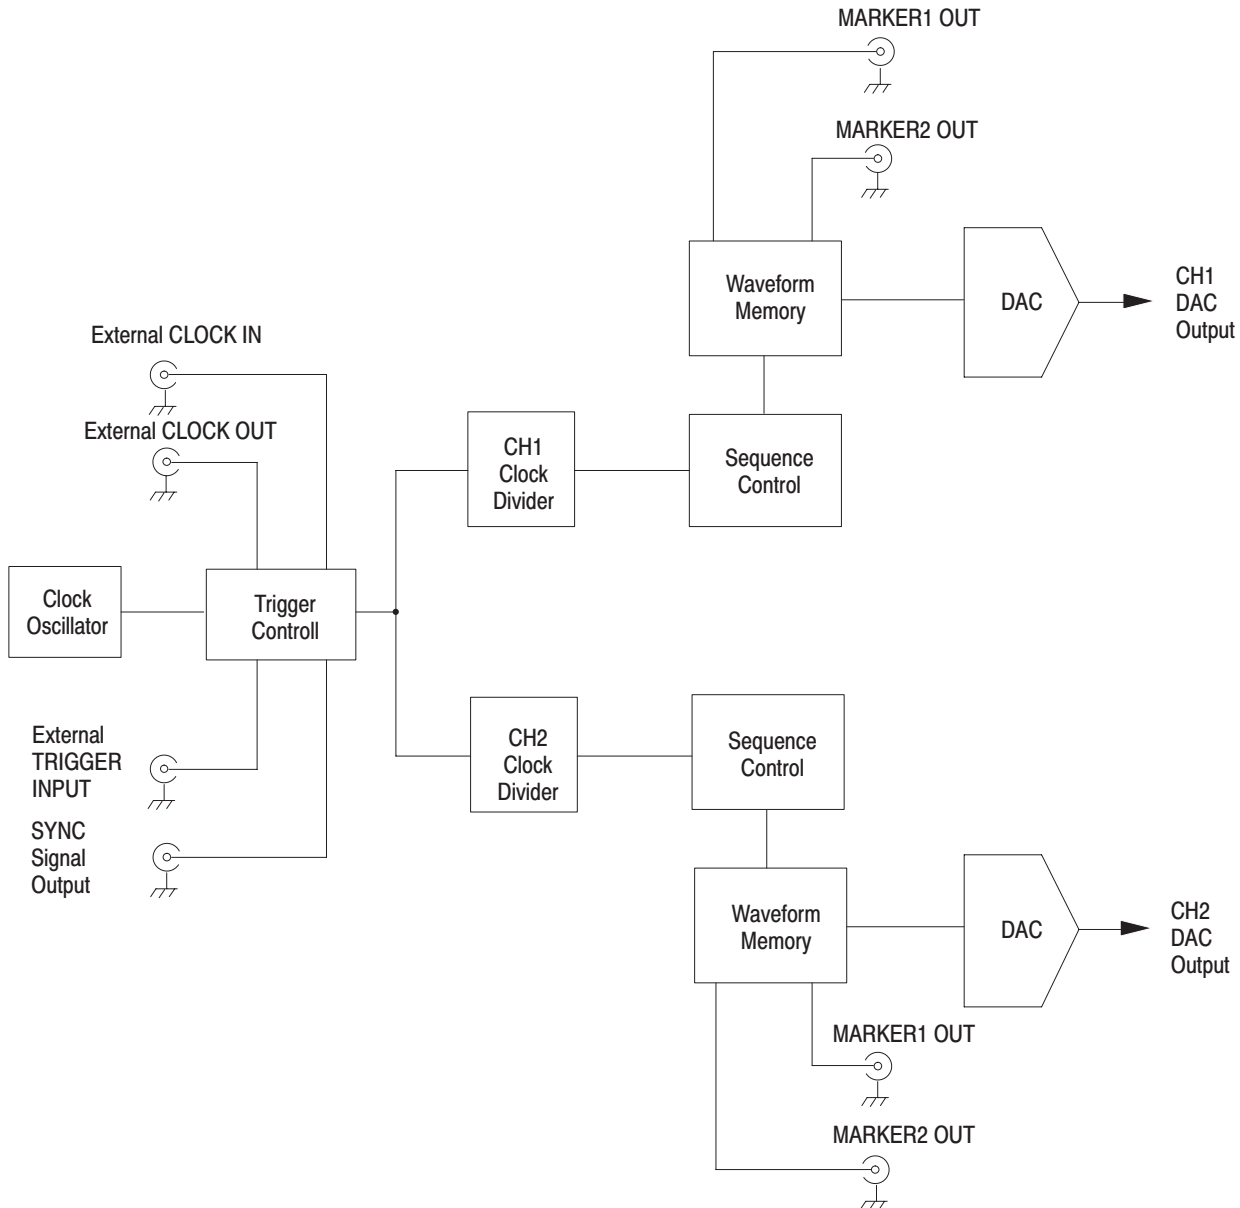 MARKER1 OUT
MARKER2 OUT
Waveform
Memory
DAC
CH1
DAC
Output
External CLOCK IN
External CLOCK OUT
CH1
Clock
Divider
Sequence
Control
Clock
Oscillator
Trigger
Controll
External
TRIGGER
INPUT
SYNC
Signal
Output
CH2
Clock
Divider
Sequence
Control
Waveform
Memory
DAC
CH2
DAC
Output
MARKER1 OUT
MARKER2 OUT